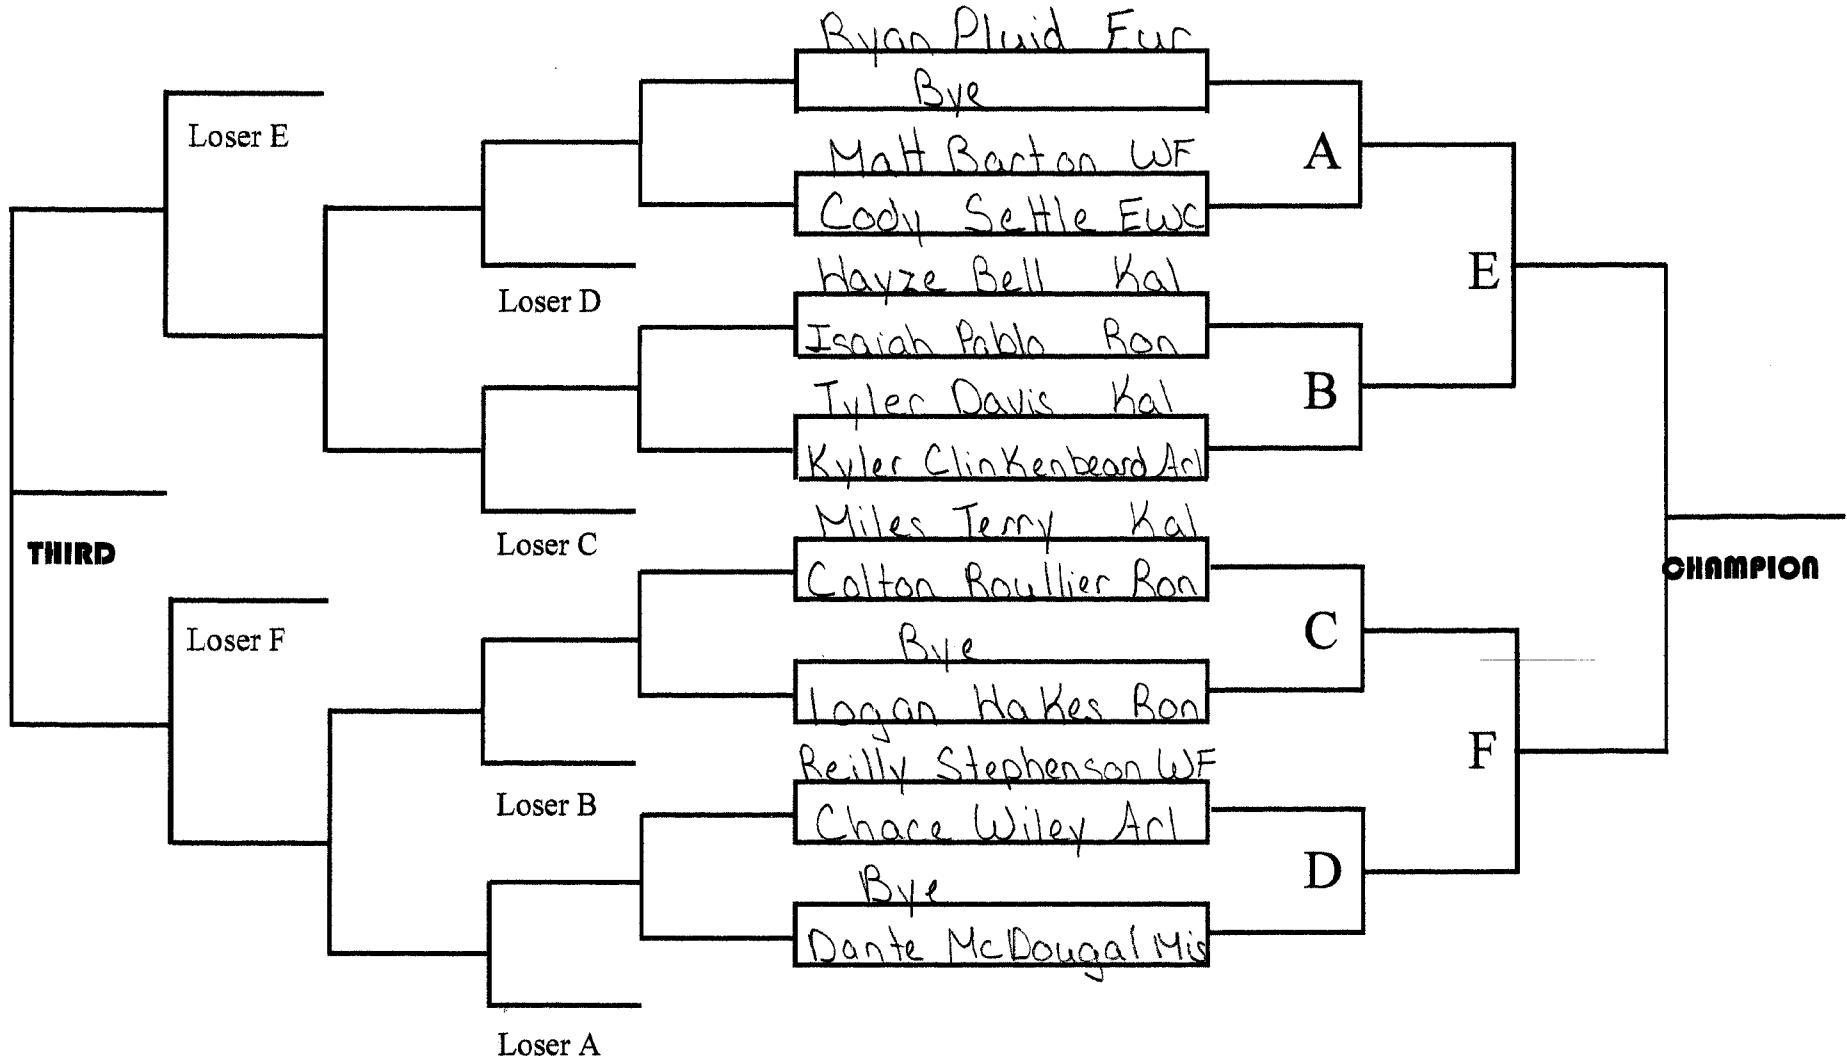 Ryan Pluid Eur
Bye
Matt Barton WF
Cody Settle EWC
Hayze Bell Kal
Isaiah Pablo Ron
Tyler Davis Kal
Kyler Clinkenbeard Arl
Miles Terry Kal
Colton Roullier Ron
Bye
logan Hakes Ron
Reilly Stephenson WF
Chace Wiley Arl
Bye
Dante McDougal Mis
A
B
C
D
E
F
CHAMPION
Loser E
Loser D
Loser C
THIRD
Loser F
Loser B
Loser A